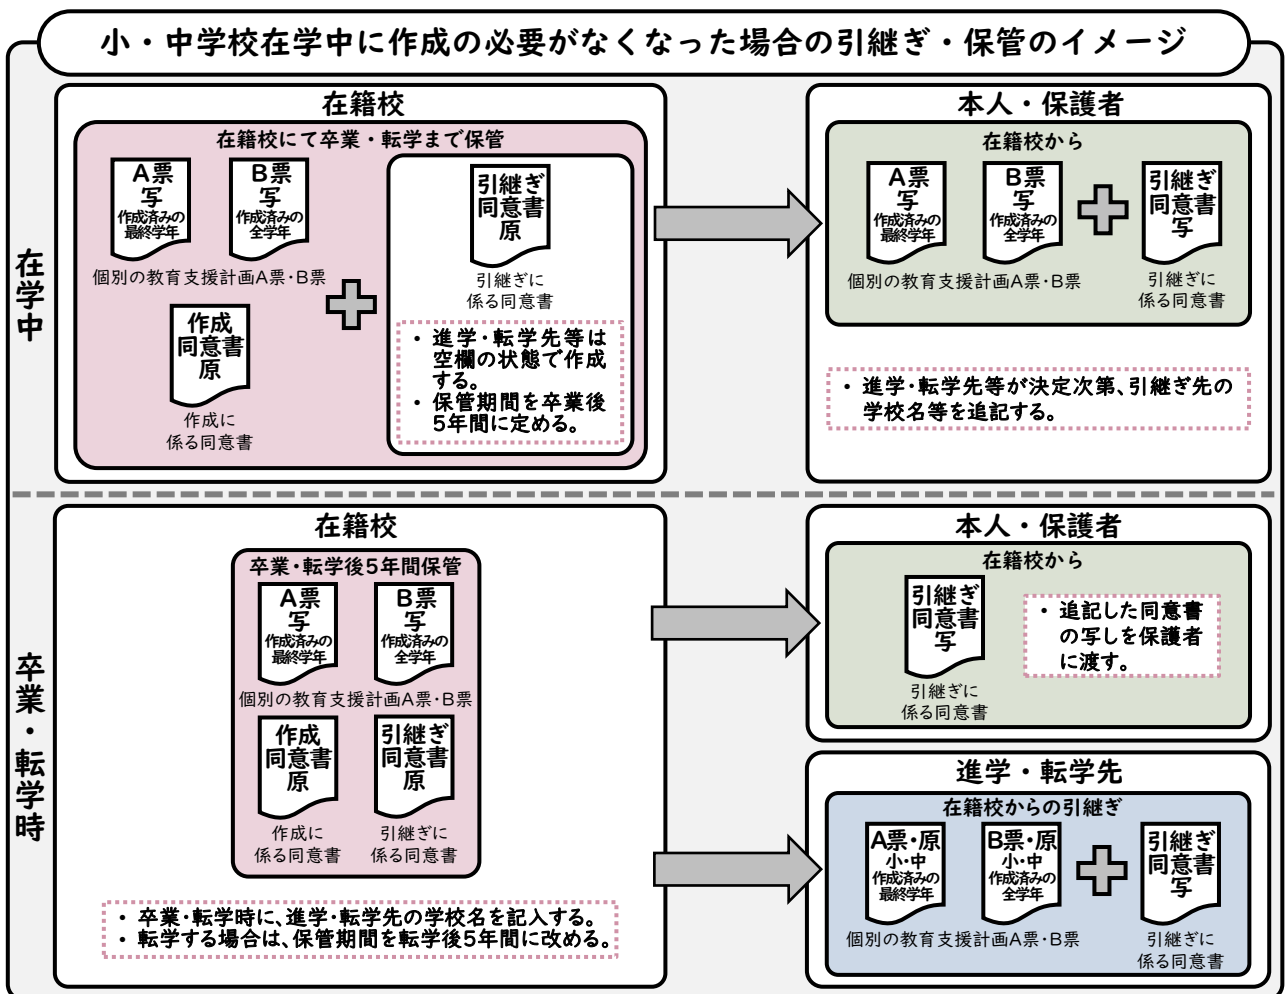 小・中学校在学中に作成の必要がなくなった場合の引継ぎ・保管のイメージ
在学中
在籍校
在籍校にて卒業・転学まで保管
A票
写
作成済みの
最終学年
B票
写
作成済みの
全学年
個別の教育支援計画A票・B票
作成
同意書
原
作成に
係る同意書
引継ぎ
同意書
原
引継ぎに
係る同意書
・ 進学・転学先等は
空欄の状態で作成
する。
・ 保管期間を卒業後
5年間に定める。
本人・保護者
在籍校から
A票
写
作成済みの
最終学年
B票
写
作成済みの
全学年
個別の教育支援計画A票・B票
引継ぎ
同意書
写
引継ぎに
係る同意書
・ 進学・転学先等が決定次第、引継ぎ先の
学校名等を追記する。
卒業・転学時
在籍校
卒業・転学後5年間保管
A票
写
作成済みの
最終学年
B票
写
作成済みの
全学年
個別の教育支援計画A票・B票
作成
同意書
原
作成に
係る同意書
引継ぎ
同意書
原
引継ぎに
係る同意書
・ 卒業・転学時に、進学・転学先の学校名を記入する。
・ 転学する場合は、保管期間を転学後5年間に改める。
本人・保護者
在籍校から
引継ぎ
同意書
写
引継ぎに
係る同意書
・ 追記した同意書
の写しを保護者
に渡す。
進学・転学先
在籍校からの引継ぎ
A票・原
小・中
作成済みの
最終学年
B票・原
小・中
作成済みの
全学年
個別の教育支援計画A票・B票
引継ぎ
同意書
写
引継ぎに
係る同意書